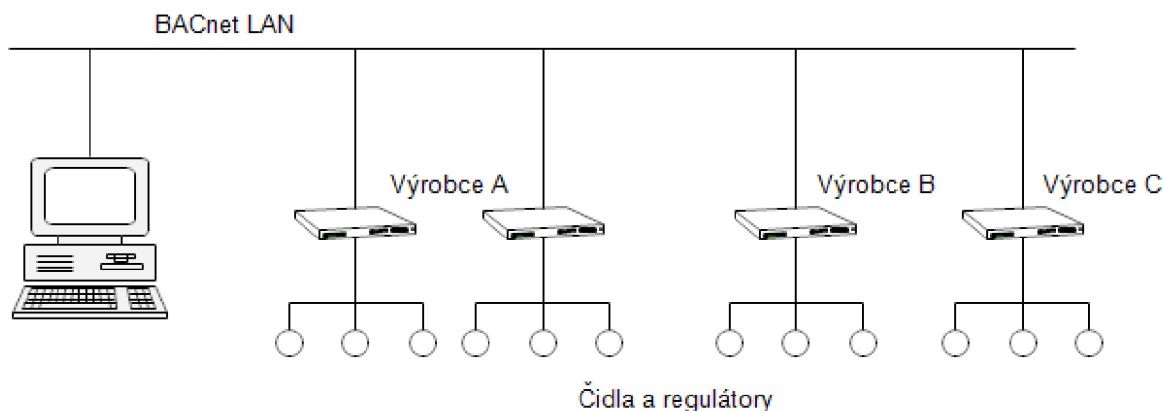 BACnet LAN
Výrobce A
Výrobce B
Výrobce C
Čidla a regulátory